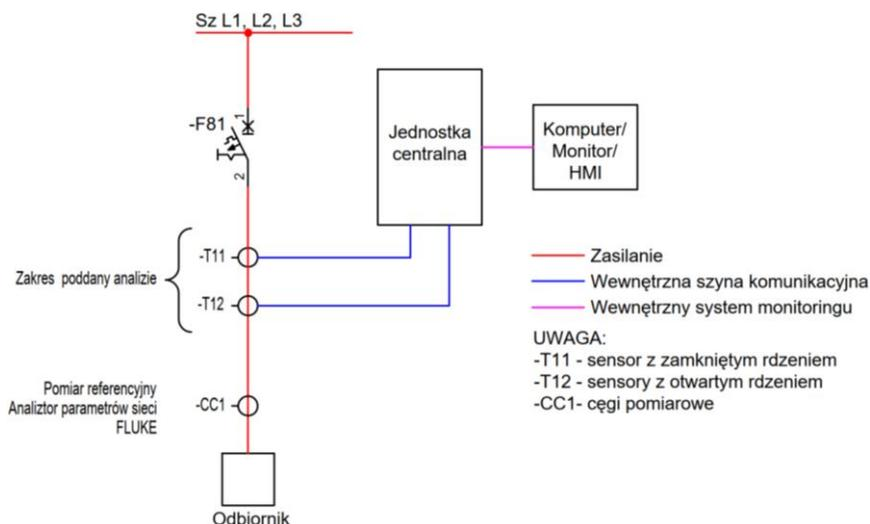 Sz L1, L2, L3
-F81
1
2
Jednostka
centralna
Komputer/
Monitor/
HMI
Zakres poddany analizie
-T11
-T12
Zasilanie
Wewnętrzna szyna komunikacyjna
Wewnętrzny system monitoringu
UWAGA:
-T11 - sensor z zamkniętym rdzeniem
-T12 - sensory z otwartym rdzeniem
-CC1- cęgi pomiarowe
Pomiar referencyjny
Analiztor parametrów sieci
FLUKE
-CC1
Odbiornik